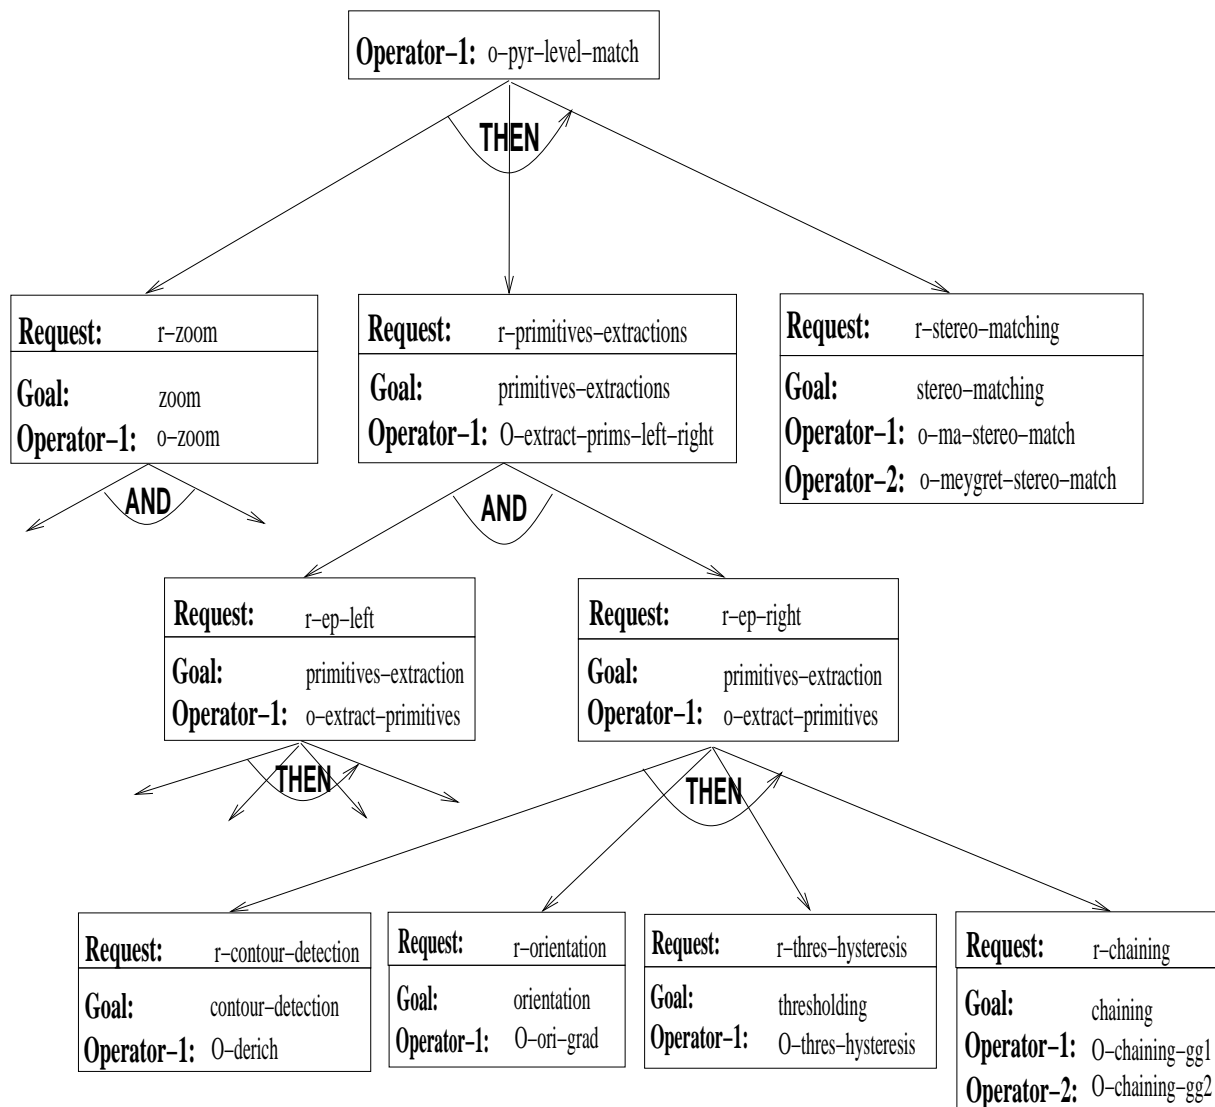 Operator–1: o–pyr–level–match
THEN
Request: r–zoom
Goal: zoom
Operator–1: o–zoom
Request: r–primitives–extractions
Goal: primitives–extractions
Operator–1: O–extract–prims–left–right
Request: r–stereo–matching
Goal: stereo–matching
Operator–1: o–ma–stereo–match
Operator–2: o–meygret–stereo–match
AND
AND
Request: r–ep–left
Goal: primitives–extraction
Operator–1: o–extract–primitives
Request: r–ep–right
Goal: primitives–extraction
Operator–1: o–extract–primitives
THEN
THEN
Request: r–contour–detection
Goal: contour–detection
Operator–1: O–derich
Request: r–orientation
Goal: orientation
Operator–1: O–ori–grad
Request: r–thres–hysteresis
Goal: thresholding
Operator–1: O–thres–hysteresis
Request: r–chaining
Goal: chaining
Operator–1: O–chaining–gg1
Operator–2: O–chaining–gg2